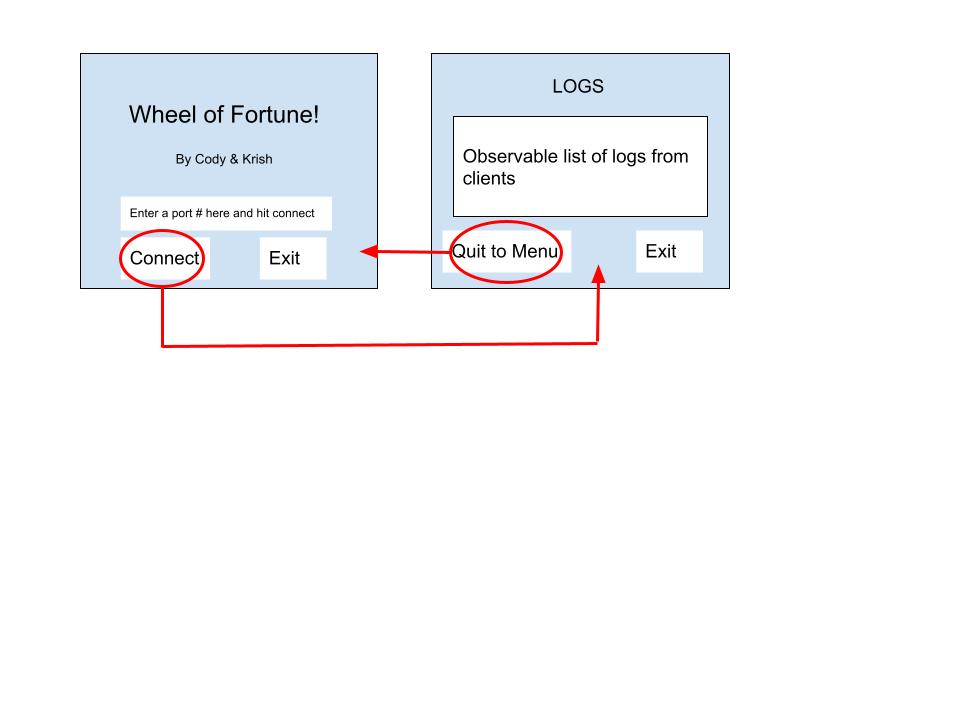 Wheel of Fortune!
By Cody & Krish
Enter a port # here and hit connect
Connect
Exit
LOGS
Observable list of logs from
clients
Quit to Menu
Exit